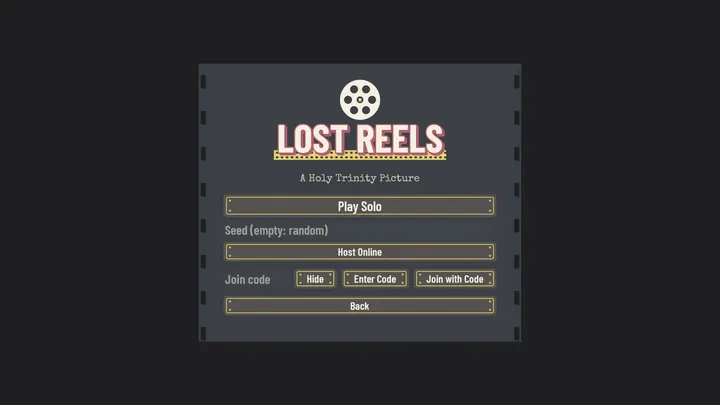 LOST REELS
A Holy Trinity Picture
Play Solo
Seed (empty: random)
Host Online
Join code Hide Enter Code Join with Code
Back